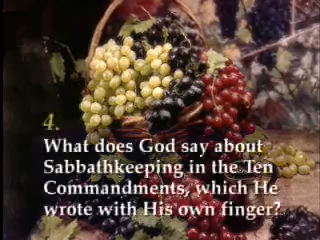 4.
What does God say about
Sabbathkeeping in the Ten
Commandments, which He
wrote with His own finger?